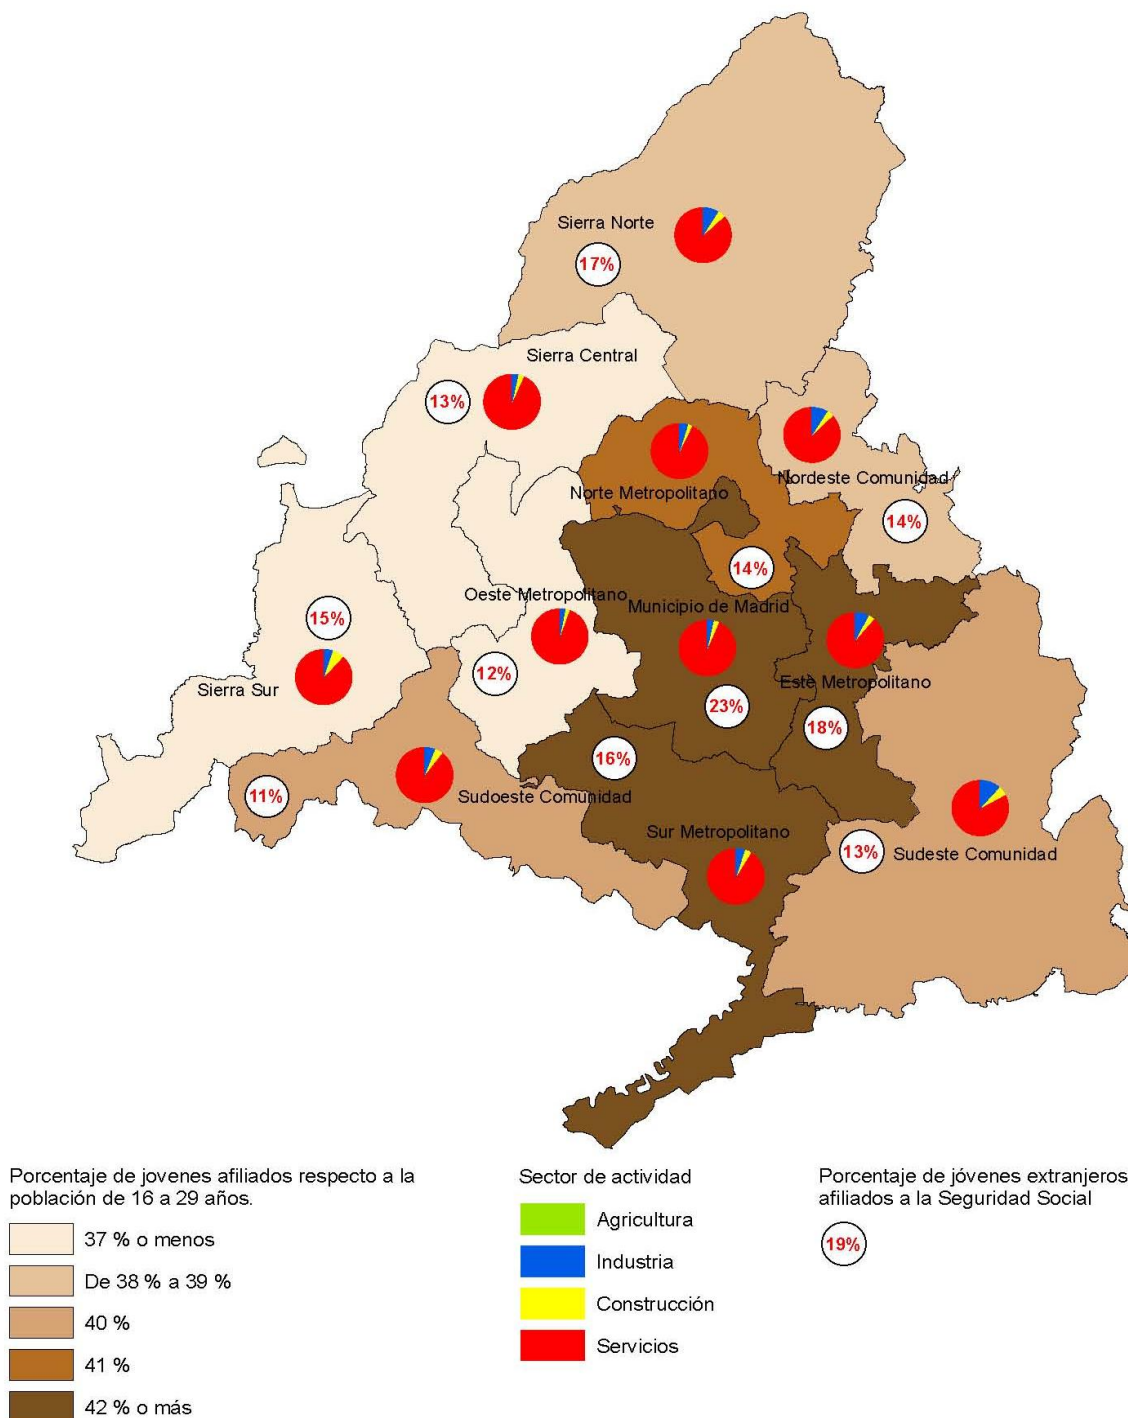 Sierra Norte
17%
Sierra Central
13%
Nordeste Comunidad
14%
Norte Metropolitano
14%
Oeste Metropolitano
12%
Municipio de Madrid
23%
15%
Sierra Sur
Este Metropolitano
18%
16%
11%
Sudoeste Comunidad
Sur Metropolitano
13%
Sudeste Comunidad
Porcentaje de jovenes afiliados respecto a la
población de 16 a 29 años.
37 % o menos
De 38 % a 39 %
40 %
41 %
42 % o más
Sector de actividad
Agricultura
Industria
Construcción
Servicios
Porcentaje de jóvenes extranjeros
afiliados a la Seguridad Social
19%